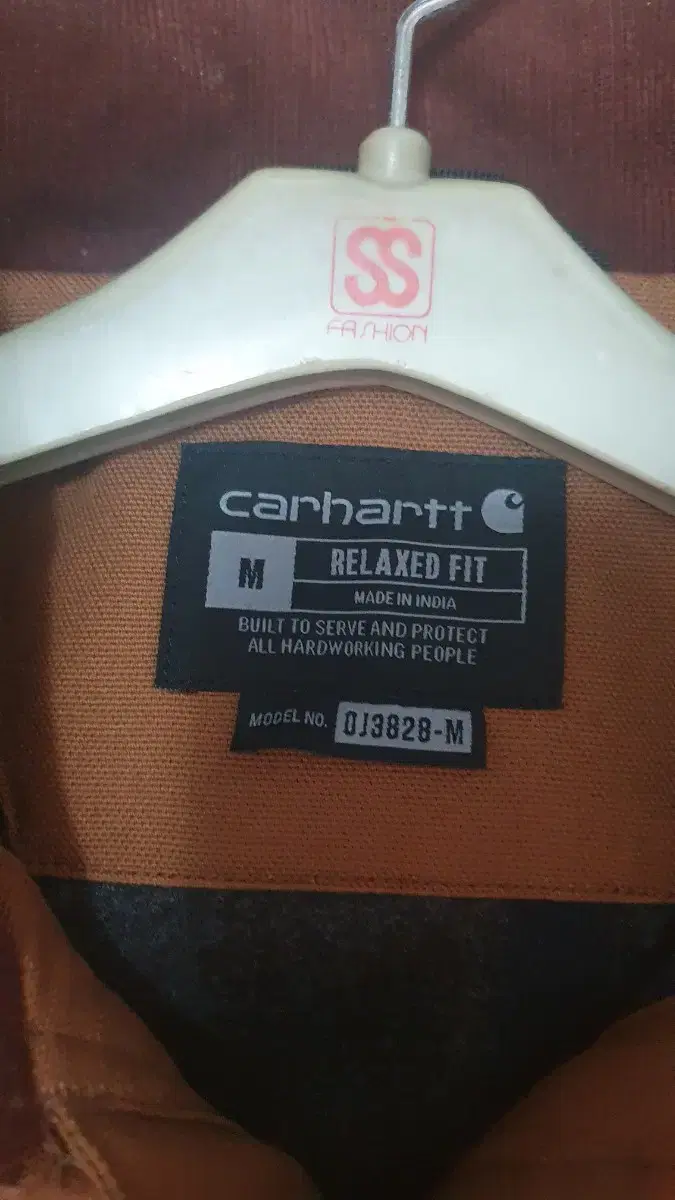 SS
FASHION
carhartt
M
RELAXED FIT
MADE IN INDIA
BUILT TO SERVE AND PROTECT
ALL HARDWORKING PEOPLE
MODEL NO. OJ3828-M